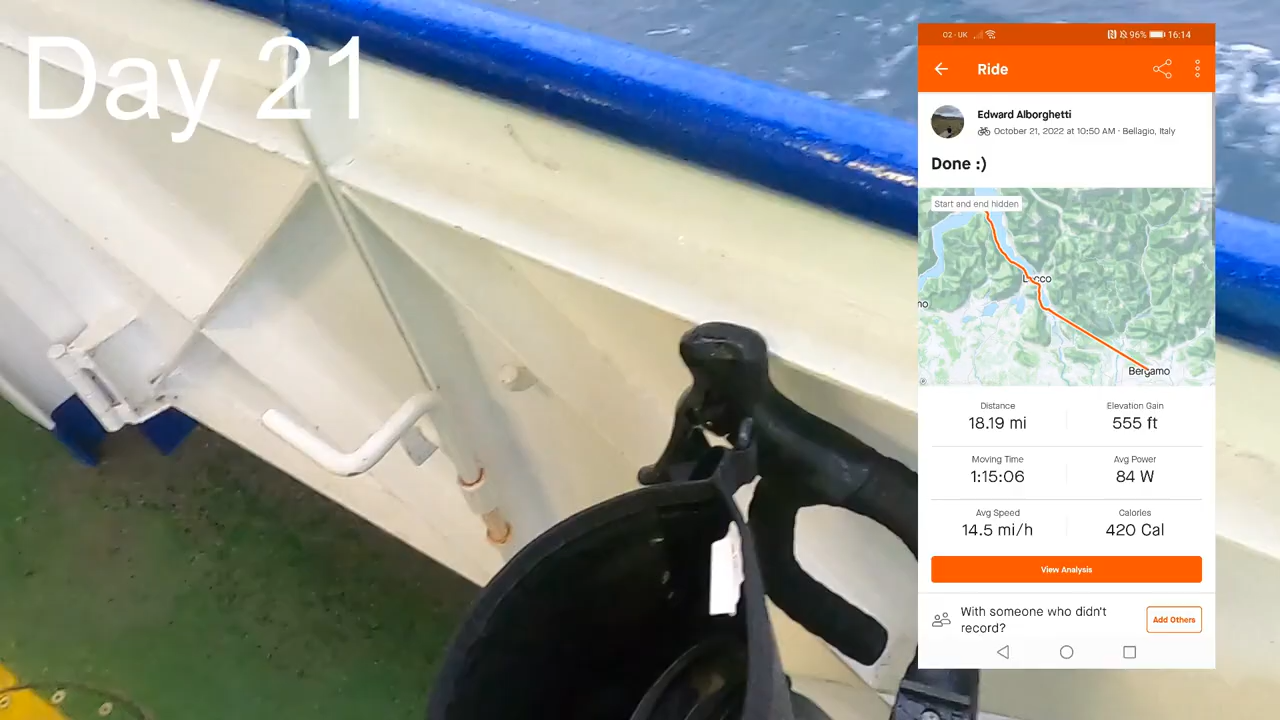 Day 21
O2 - UK
96%
16:14
Ride
Edward Alborghetti
October 21, 2022 at 10:50 AM · Bellagio, Italy
Done :)
Start and end hidden
Lecco
no
Bergamo
Distance
18.19 mi
Elevation Gain
555 ft
Moving Time
1:15:06
Avg Power
84 W
Avg Speed
14.5 mi/h
Calories
420 Cal
View Analysis
With someone who didn't
record?
Add Others